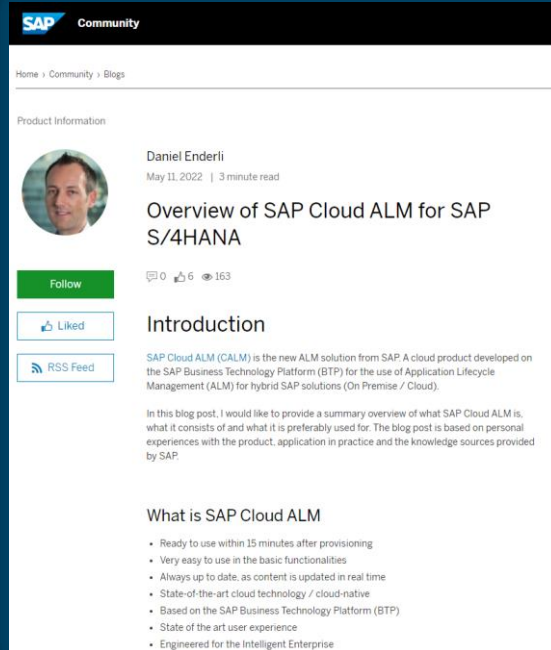 SAP Community
Home > Community > Blogs
Product Information
Daniel Enderli
May 11, 2022 | 3 minute read
Overview of SAP Cloud ALM for SAP
S/4HANA
0 6 163
Follow
Liked
RSS Feed
Introduction
SAP Cloud ALM (CALM) is the new ALM solution from SAP. A cloud product developed on
the SAP Business Technology Platform (BTP) for the use of Application Lifecycle
Management (ALM) for hybrid SAP solutions (On Premise / Cloud).
In this blog post, I would like to provide a summary overview of what SAP Cloud ALM is,
what it consists of and what it is preferably used for. The blog post is based on personal
experiences with the product, application in practice and the knowledge sources provided
by SAP.
What is SAP Cloud ALM
• Ready to use within 15 minutes after provisioning
• Very easy to use in the basic functionalities
• Always up to date, as content is updated in real time
• State-of-the-art cloud technology / cloud-native
• Based on the SAP Business Technology Platform (BTP)
• State of the art user experience
• Engineered for the Intelligent Enterprise